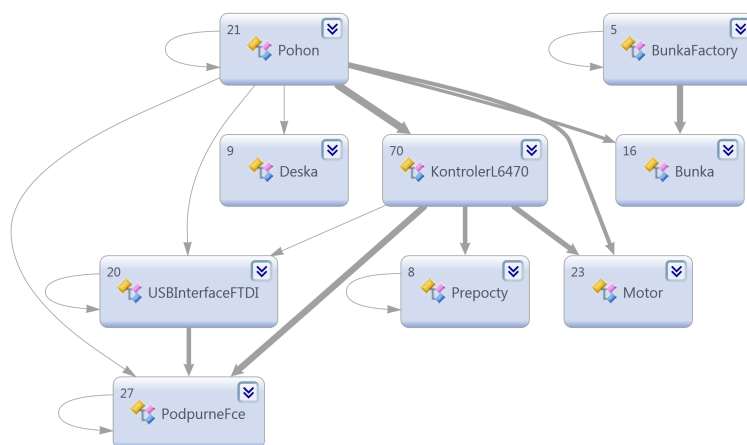 21
Pohon
5
BunkaFactory
9
Deska
70
KontrolerL6470
16
Bunka
20
USBInterfaceFTDI
8
Prepocty
23
Motor
27
PodpurneFce